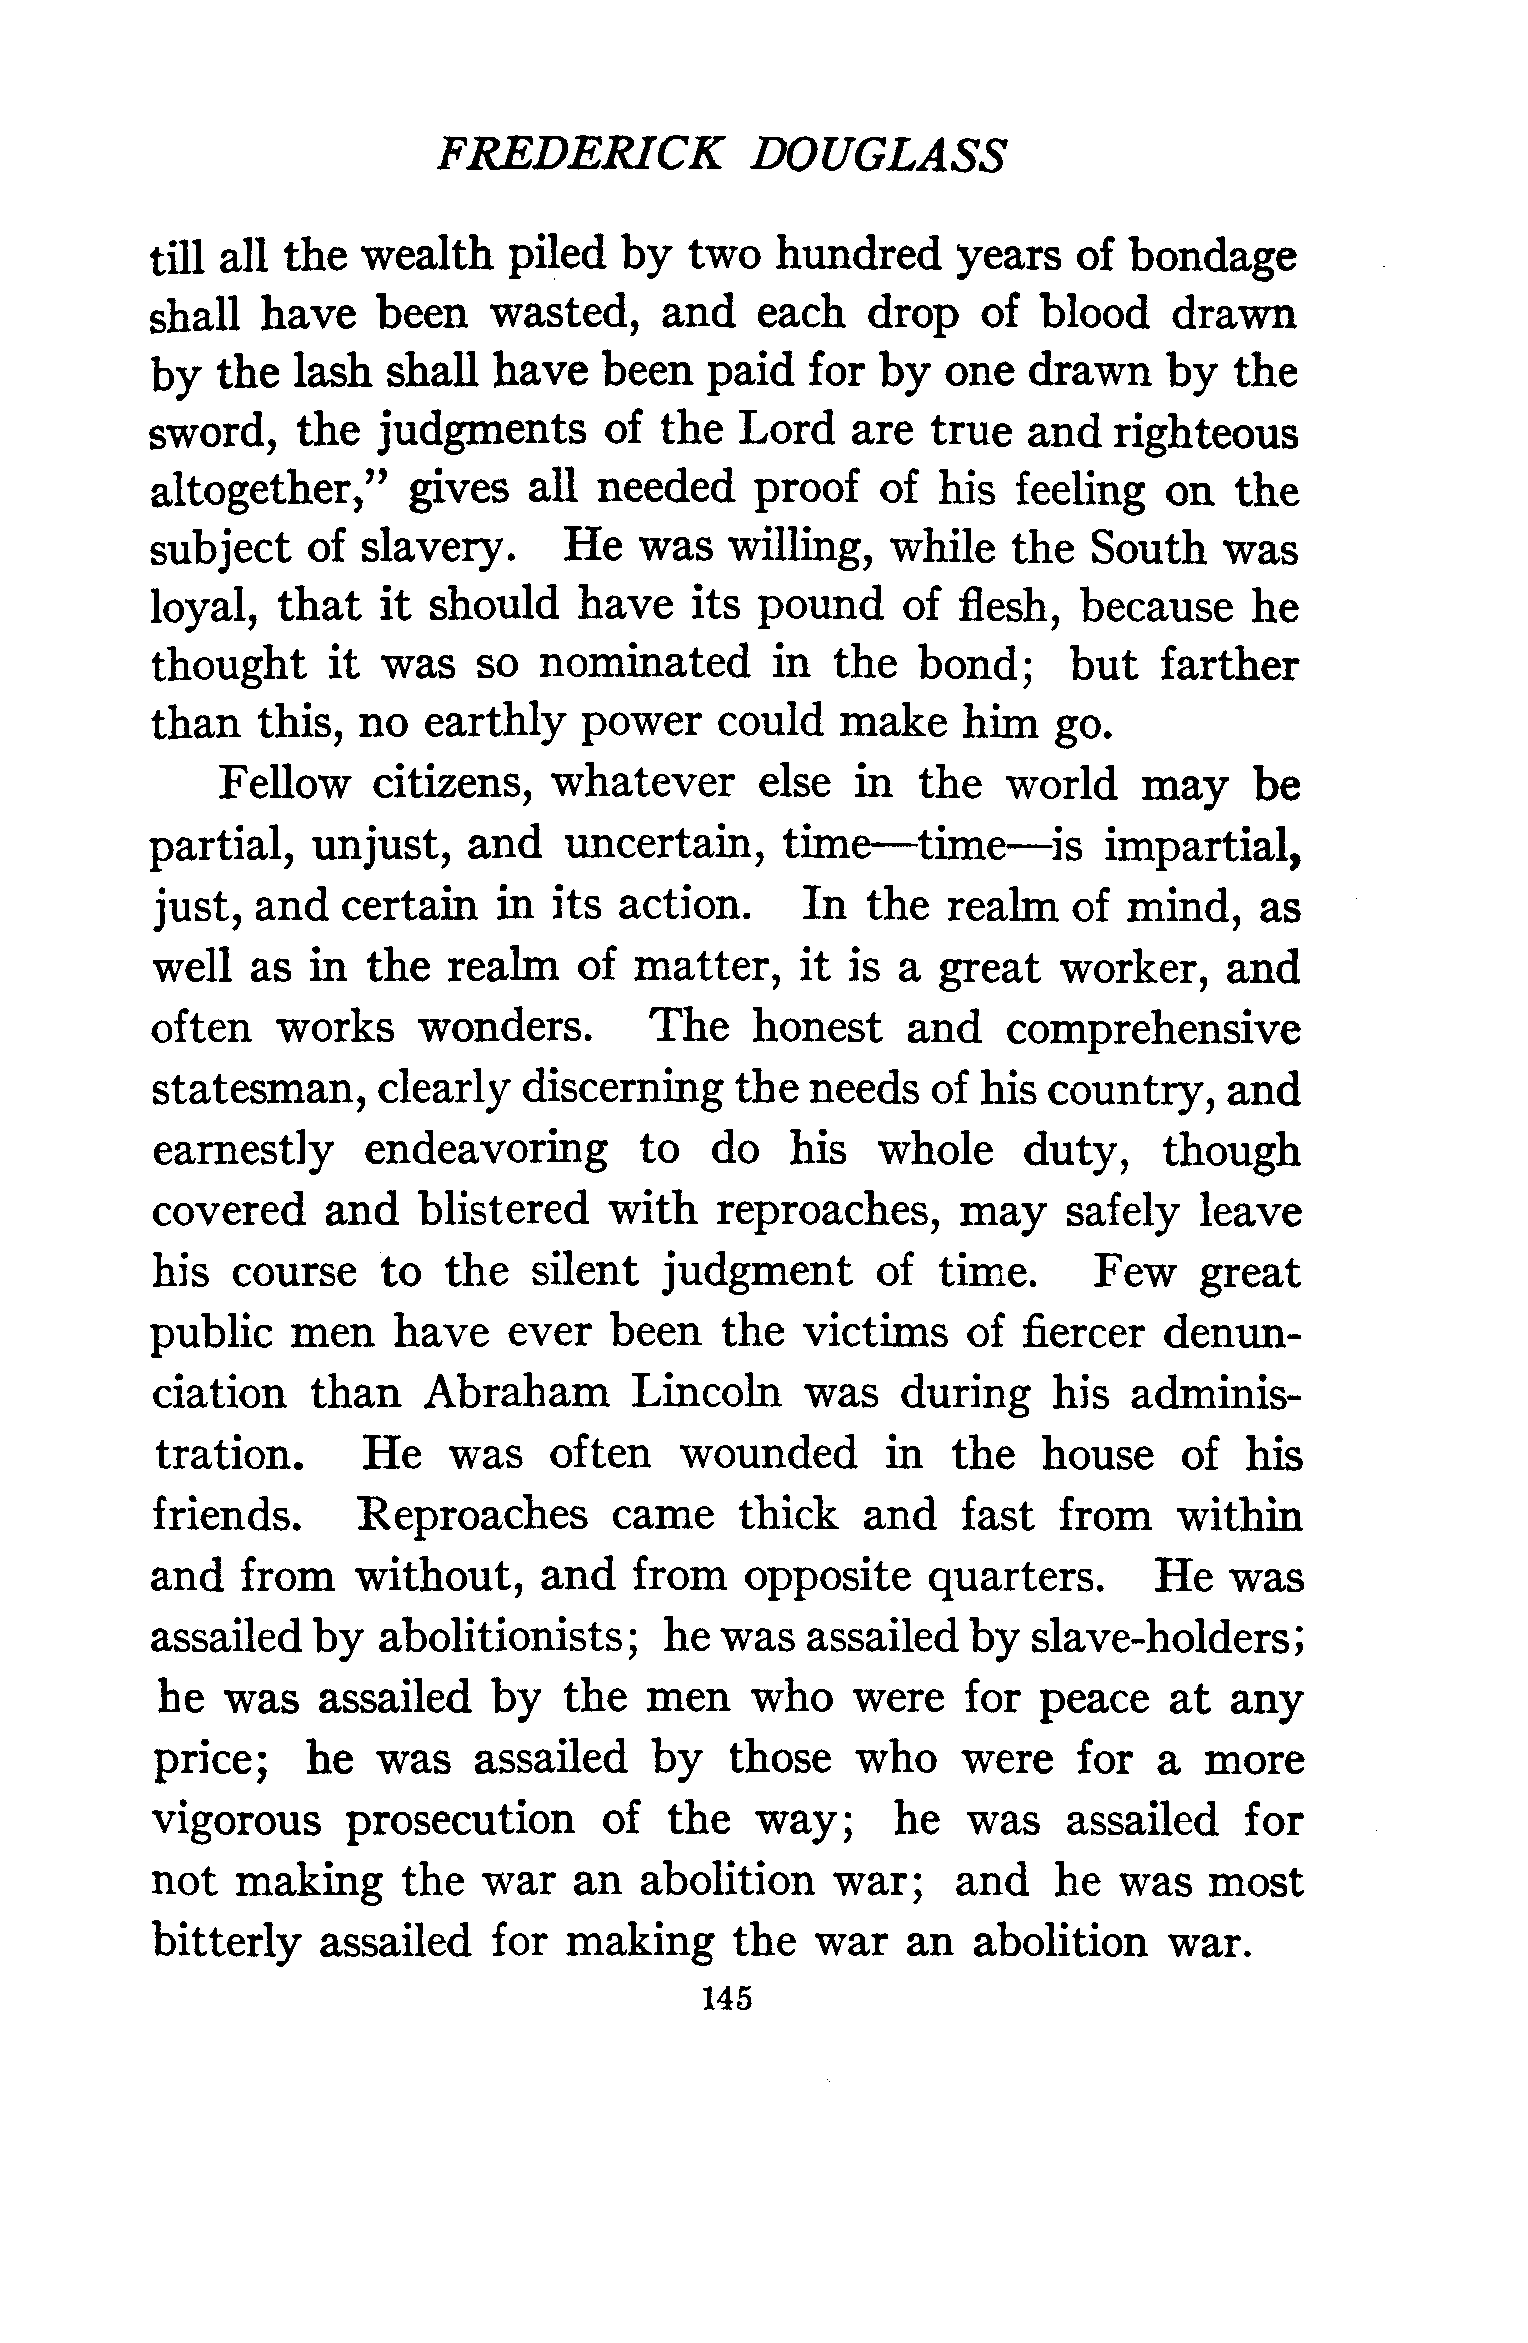 FREDERICK DOUGLASS
till all the wealth piled by two hundred years of bondage
shall have been wasted, and each drop of blood drawn
by the lash shall have been paid for by one drawn by the
sword, the judgments of the Lord are true and righteous
altogether,” gives all needed proof of his feeling on the
subject of slavery. He was willing, while the South was
loyal, that it should have its pound of flesh, because he
thought it was so nominated in the bond; but farther
than this, no earthly power could make him go.
Fellow citizens, whatever else in the world may be
partial, unjust, and uncertain, time—time—is impartial,
just, and certain in its action. In the realm of mind, as
well as in the realm of matter, it is a great worker, and
often works wonders. The honest and comprehensive
statesman, clearly discerning the needs of his country, and
earnestly endeavoring to do his whole duty, though
covered and blistered with reproaches, may safely leave
his course to the silent judgment of time. Few great
public men have ever been the victims of fiercer denun-
ciation than Abraham Lincoln was during his adminis-
tration. He was often wounded in the house of his
friends. Reproaches came thick and fast from within
and from without, and from opposite quarters. He was
assailed by abolitionists; he was assailed by slave-holders;
he was assailed by the men who were for peace at any
price; he was assailed by those who were for a more
vigorous prosecution of the way; he was assailed for
not making the war an abolition war; and he was most
bitterly assailed for making the war an abolition war.
145